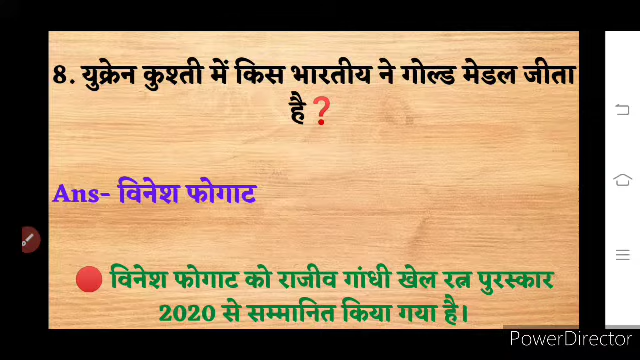 8. युक्रेन कुश्ती में किस भारतीय ने गोल्ड मेडल जीता
है❓
Ans- विनेश फोगाट
🔴 विनेश फोगाट को राजीव गांधी खेल रत्न पुरस्कार
2020 से सम्मानित किया गया है।
PowerDirector